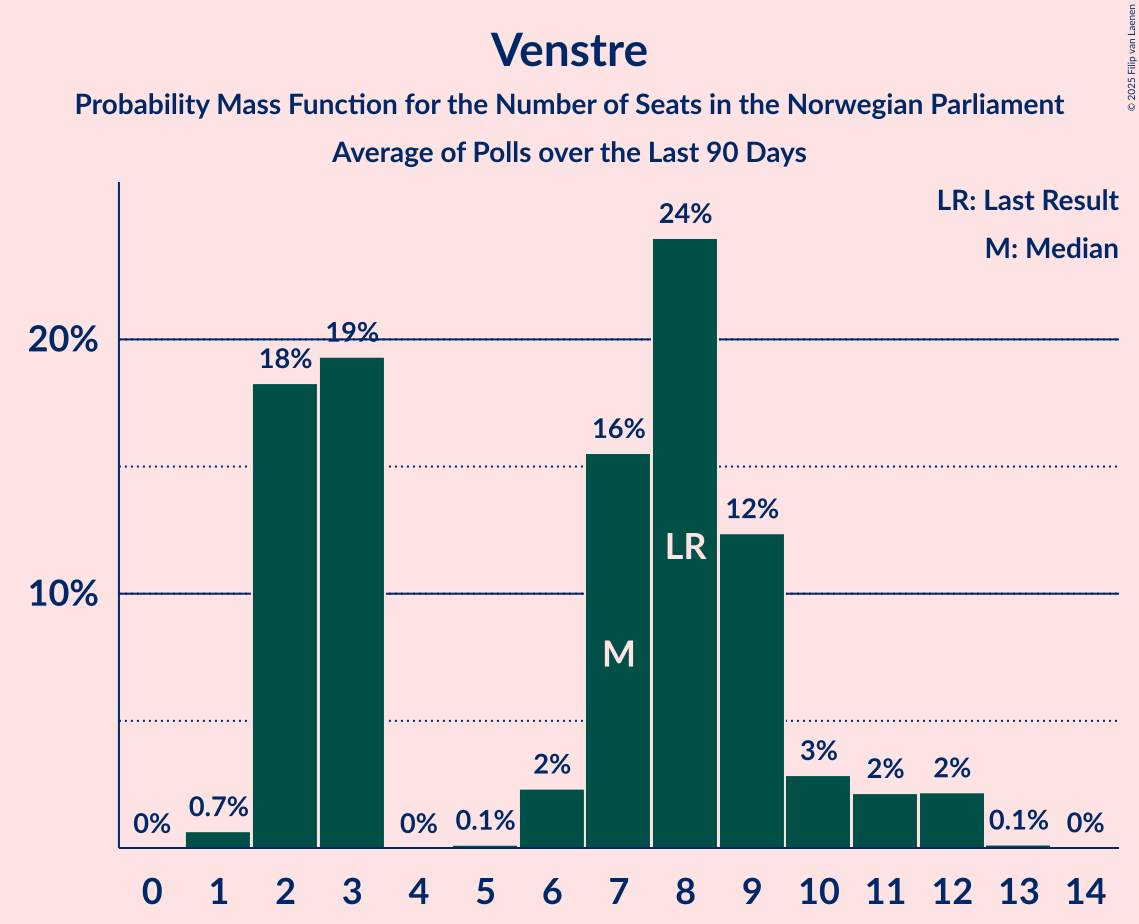 Venstre
Probability Mass Function for the Number of Seats in the Norwegian Parliament
Average of Polls over the Last 90 Days
© 2025 Filip van Laenen
LR: Last Result
M: Median
24%
20%
19%
18%
16%
12%
LR
10%
M
3%
2%
2%
2%
0.7%
0%
0%
0.1%
0.1%
0%
0 1 2 3 4 5 6 7 8 9 10 11 12 13 14